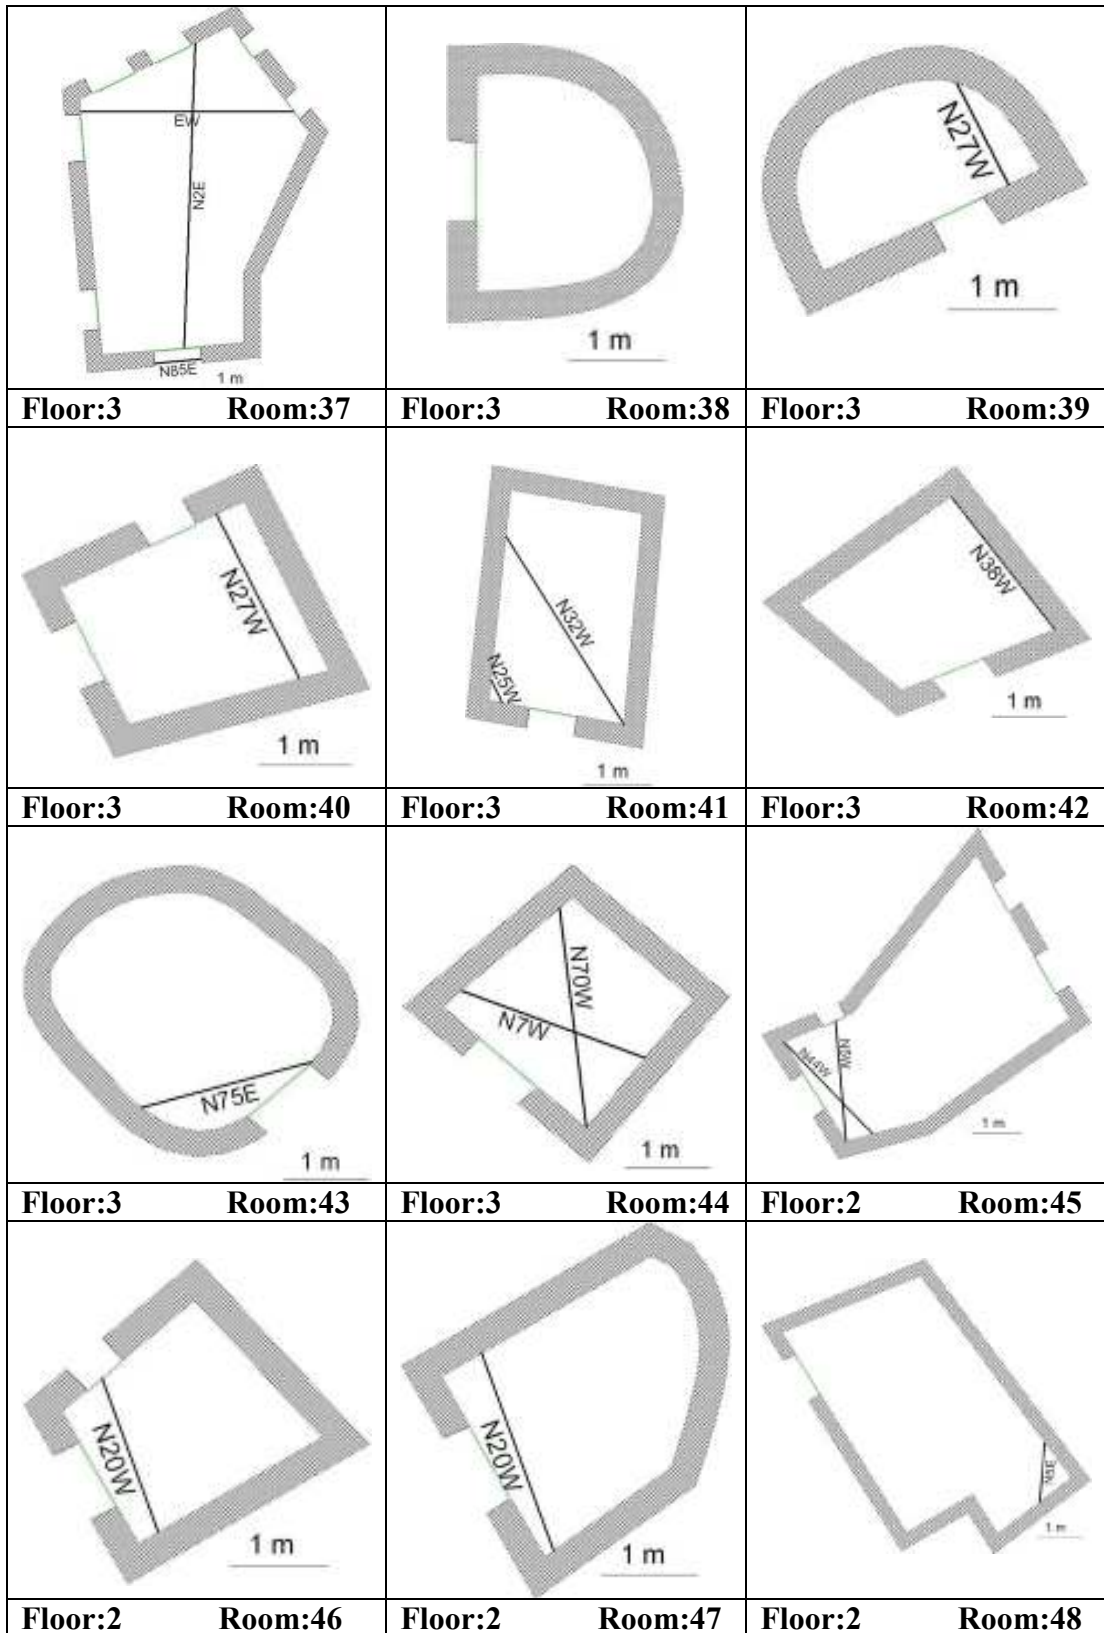 EW
N2E
N85E
1 m
1 m
N27W
1 m
Floor:3 Room:37 Floor:3 Room:38 Floor:3 Room:39
N27W
1 m
N32W
N25W
1 m
N38W
1 m
Floor:3 Room:40 Floor:3 Room:41 Floor:3 Room:42
N75E
1 m
N70W
N7W
1 m
N5W
N44W
1 m
Floor:3 Room:43 Floor:3 Room:44 Floor:2 Room:45
N20W
1 m
N20W
1 m
N5E
1 m
Floor:2 Room:46 Floor:2 Room:47 Floor:2 Room:48